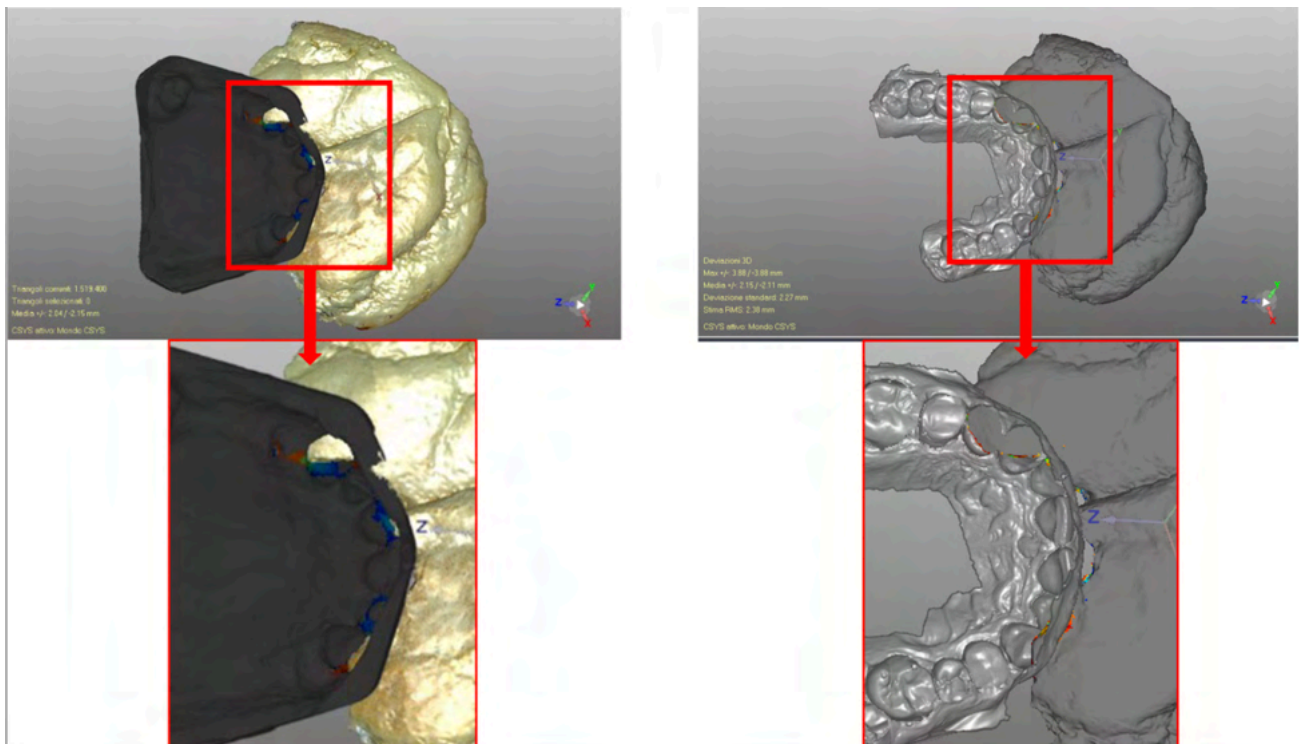 Triangoli correnti: 1.519.400
Triangoli selezionati: 0
Media +/-: 2.04 / -2.15 mm
CSYS attivo: Mondo CSYS
Z
Z
Y
X
Deviazioni 3D
Max +/-: 3.88 / -3.88 mm
Media +/-: 2.15/-2.11 mm
Deviazione standard: 2.27 mm
Stima RMS: 2.38 mm
CSYS attivo: Mondo CSYS
Z
Z
Y
X
Z
Z